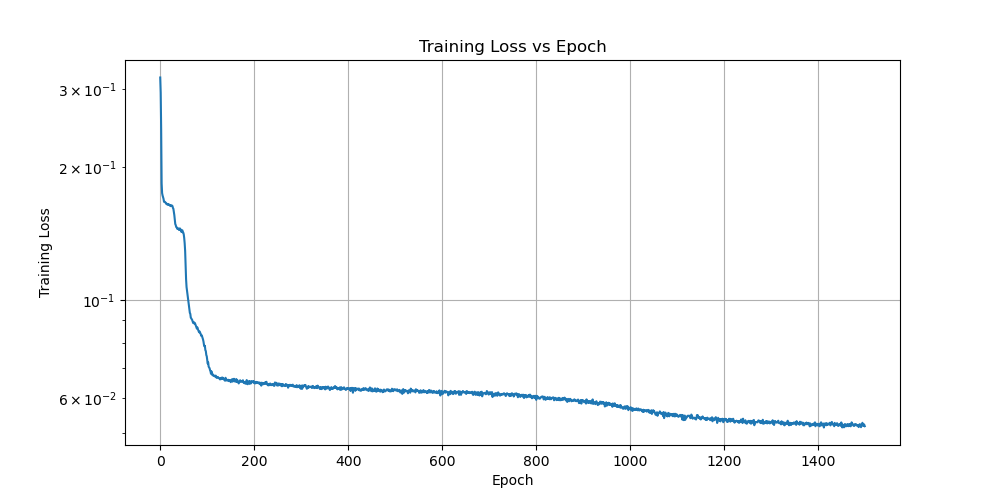 Training Loss vs Epoch
Training Loss
3 × 10⁻¹
2 × 10⁻¹
10⁻¹
6 × 10⁻²
0 200 400 600 800 1000 1200 1400
Epoch